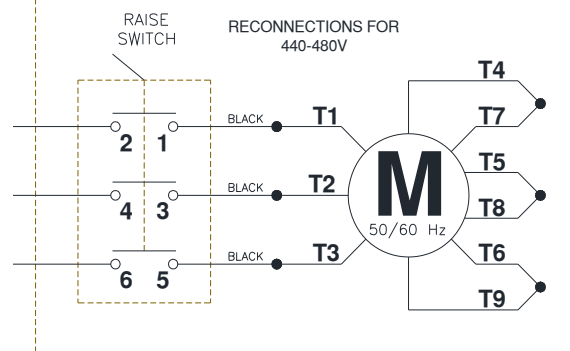 RAISE
SWITCH
RECONNECTIONS FOR
440-480V
T4
BLACK
T1
T7
2
1
T5
BLACK
T2
M
4
3
T8
50/60 Hz
BLACK
T3
T6
6
5
T9